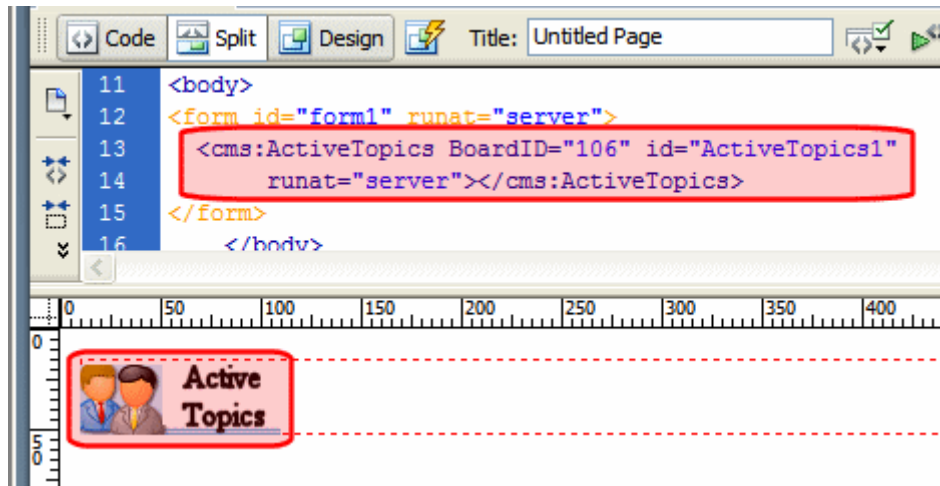 Code Split Design Title: Untitled Page
11 <body>
12 <form id="form1" runat="server">
13 <cms:ActiveTopics BoardID="106" id="ActiveTopics1"
14 runat="server"></cms:ActiveTopics>
15 </form>
16 </body>
0 50 100 150 200 250 300 350 400
0
Active
Topics
50